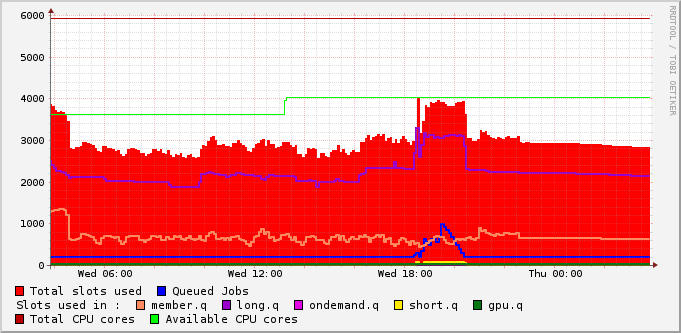 6000
5000
4000
3000
2000
1000
0
Wed 06:00 Wed 12:00 Wed 18:00 Thu 00:00
Total slots used Queued Jobs
Slots used in : member.q long.q ondemand.q short.q gpu.q
Total CPU cores Available CPU cores
RRDTOOL / TOBI OETIKER